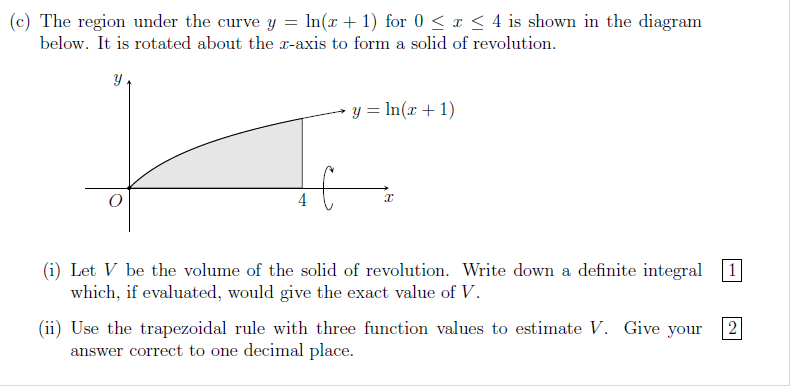 (c) The region under the curve y = ln(x + 1) for 0 ≤ x ≤ 4 is shown in the diagram
below. It is rotated about the x-axis to form a solid of revolution.
y
y = ln(x + 1)
O
4
x
(i) Let V be the volume of the solid of revolution. Write down a definite integral 1
which, if evaluated, would give the exact value of V.
(ii) Use the trapezoidal rule with three function values to estimate V. Give your 2
answer correct to one decimal place.